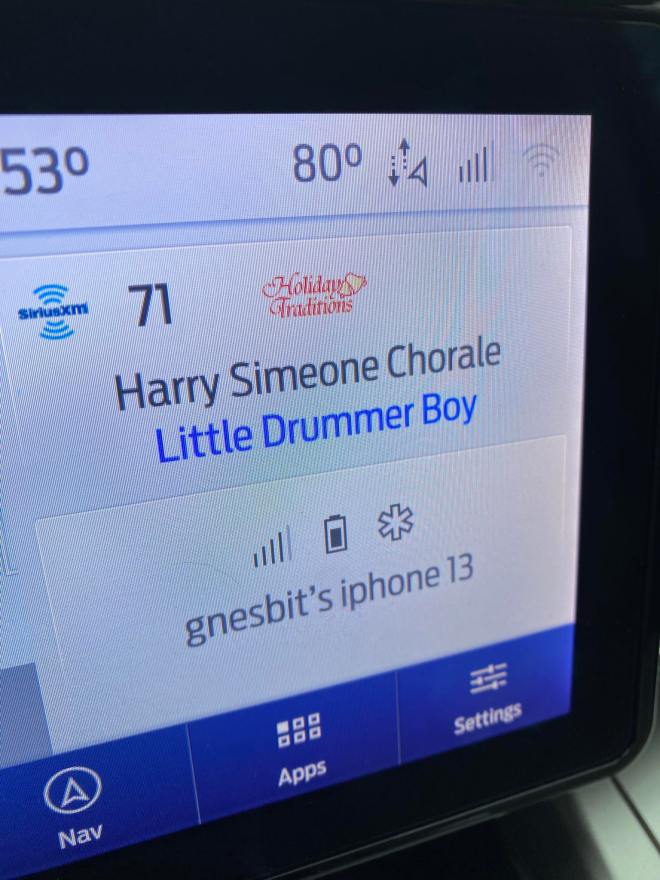 53° 80°
SiriusXM 71 Holiday Traditions
Harry Simeone Chorale
Little Drummer Boy
gnesbit's iphone 13
Nav Apps Settings